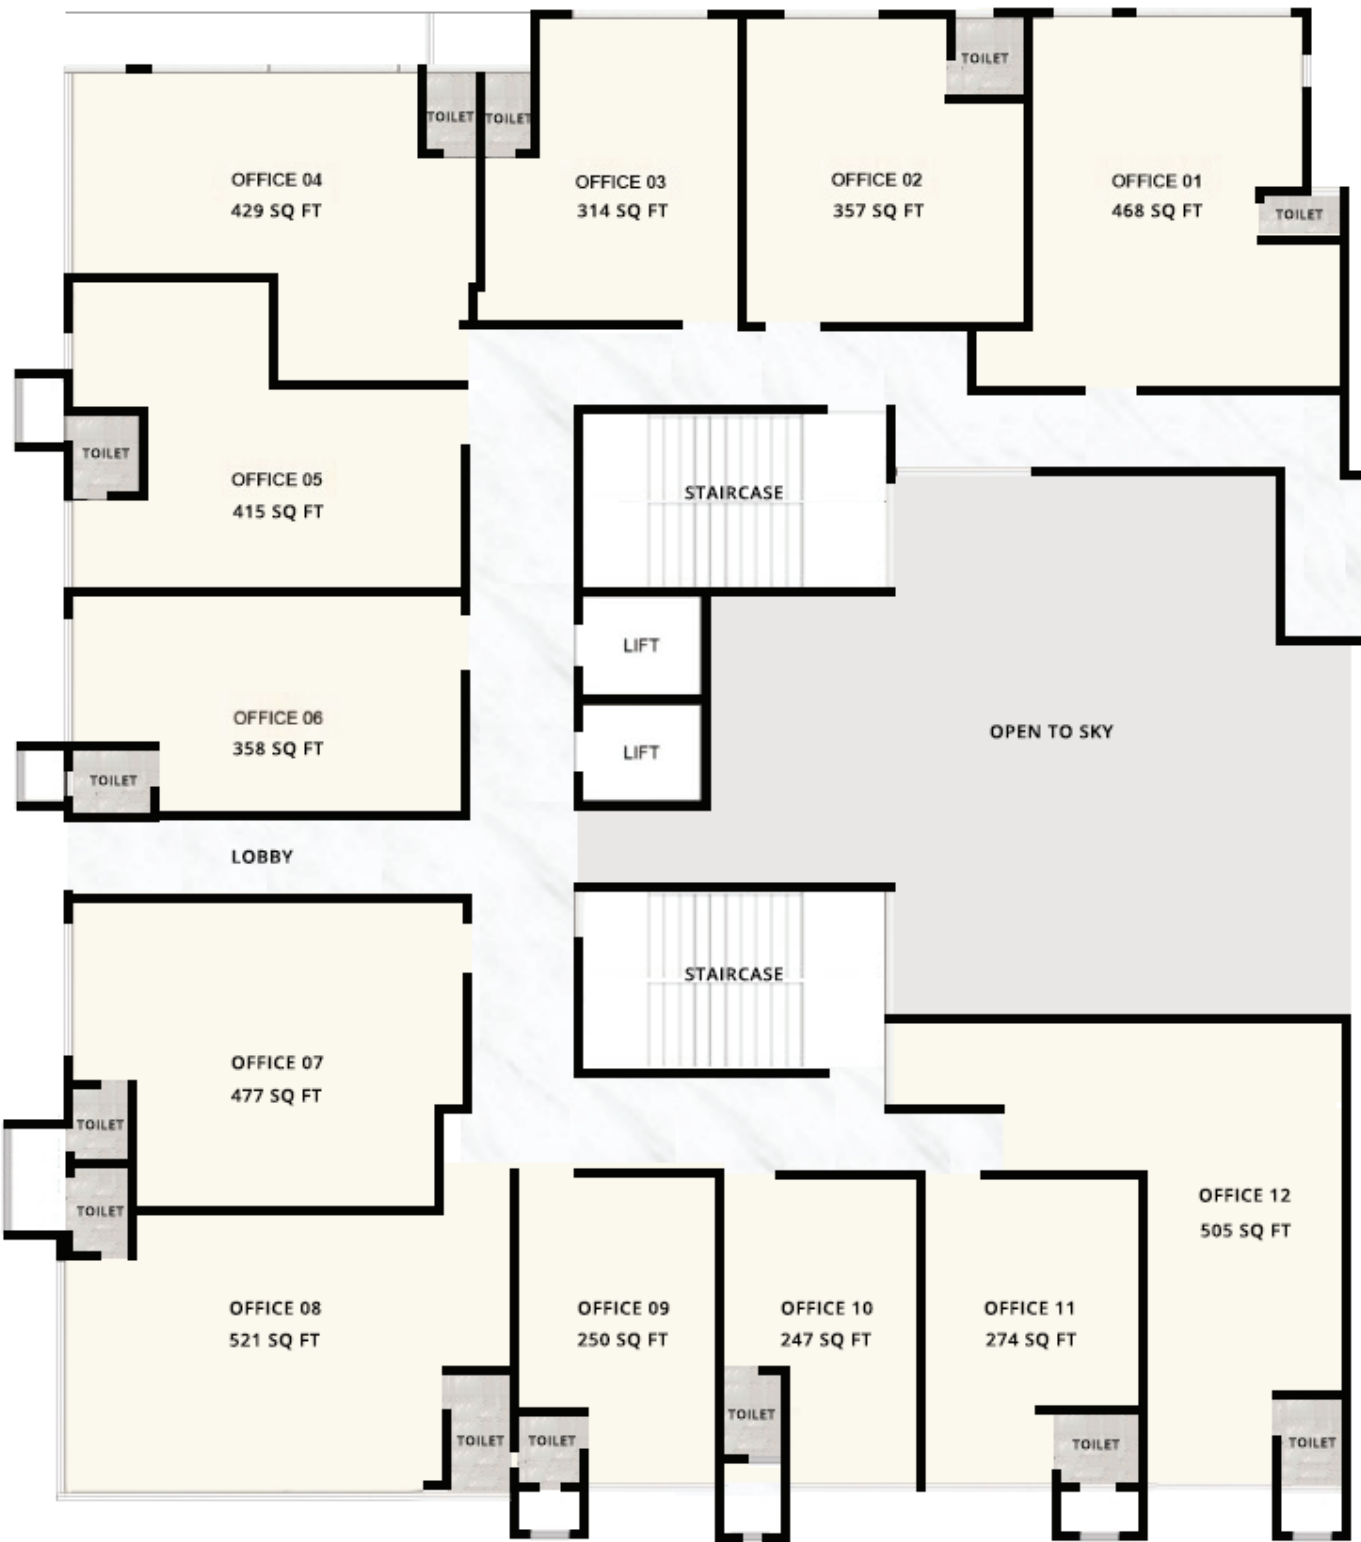 TOILET
TOILET
TOILET
OFFICE 04
429 SQ FT
OFFICE 03
314 SQ FT
OFFICE 02
357 SQ FT
OFFICE 01
468 SQ FT
TOILET
TOILET
OFFICE 05
415 SQ FT
STAIRCASE
LIFT
OFFICE 06
358 SQ FT
TOILET
LIFT
OPEN TO SKY
LOBBY
STAIRCASE
OFFICE 07
477 SQ FT
TOILET
TOILET
OFFICE 12
505 SQ FT
OFFICE 08
521 SQ FT
OFFICE 09
250 SQ FT
OFFICE 10
247 SQ FT
OFFICE 11
274 SQ FT
TOILET
TOILET
TOILET
TOILET
TOILET